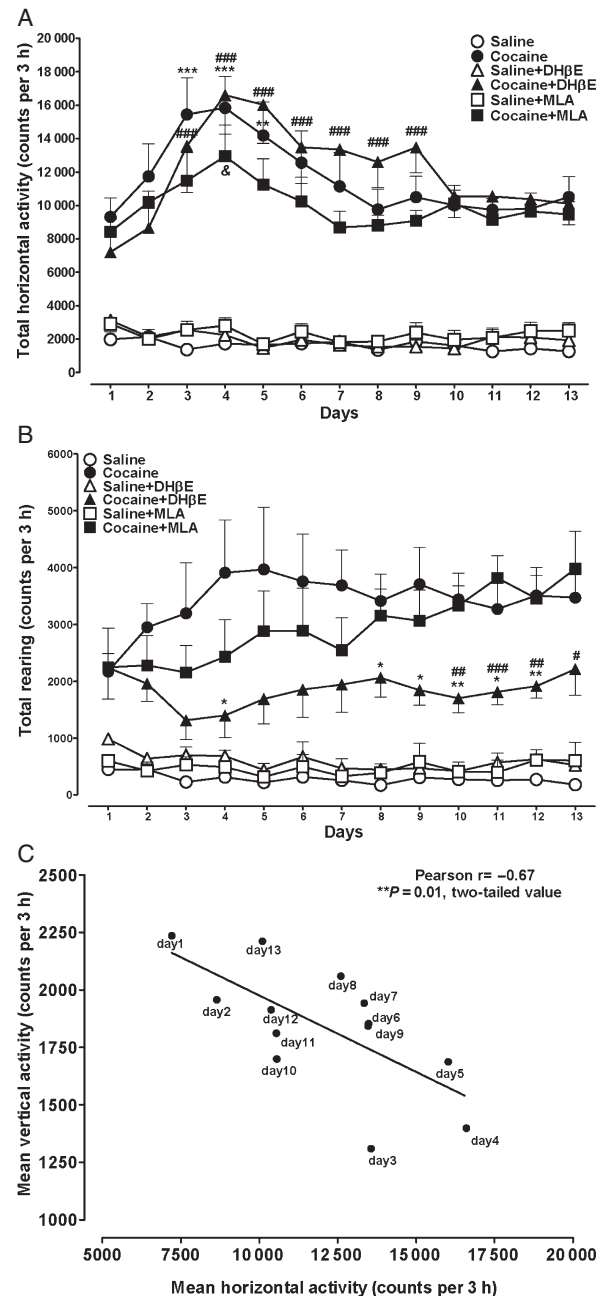 A
Total horizontal activity (counts per 3 h)
20 000
18 000
16 000
14 000
12 000
10 000
8000
6000
4000
2000
0
Saline
Cocaine
Saline+DHβE
Cocaine+DHβE
Saline+MLA
Cocaine+MLA
***
###
###
***
###
**
###
###
###
###
&
1 2 3 4 5 6 7 8 9 10 11 12 13
Days
B
Total rearing (counts per 3 h)
6000
5000
4000
3000
2000
1000
0
Saline
Cocaine
Saline+DHβE
Cocaine+DHβE
Saline+MLA
Cocaine+MLA
*
*
*
##
**
###
*
##
**
#
1 2 3 4 5 6 7 8 9 10 11 12 13
Days
C
Mean vertical activity (counts per 3 h)
2500
2250
2000
1750
1500
1250
1000
Pearson r= −0.67
**P = 0.01, two-tailed value
day1
day13
day8
day7
day2
day12
day6
day9
day11
day10
day5
day4
day3
5000 7500 10 000 12 500 15 000 17 500 20 000
Mean horizontal activity (counts per 3 h)